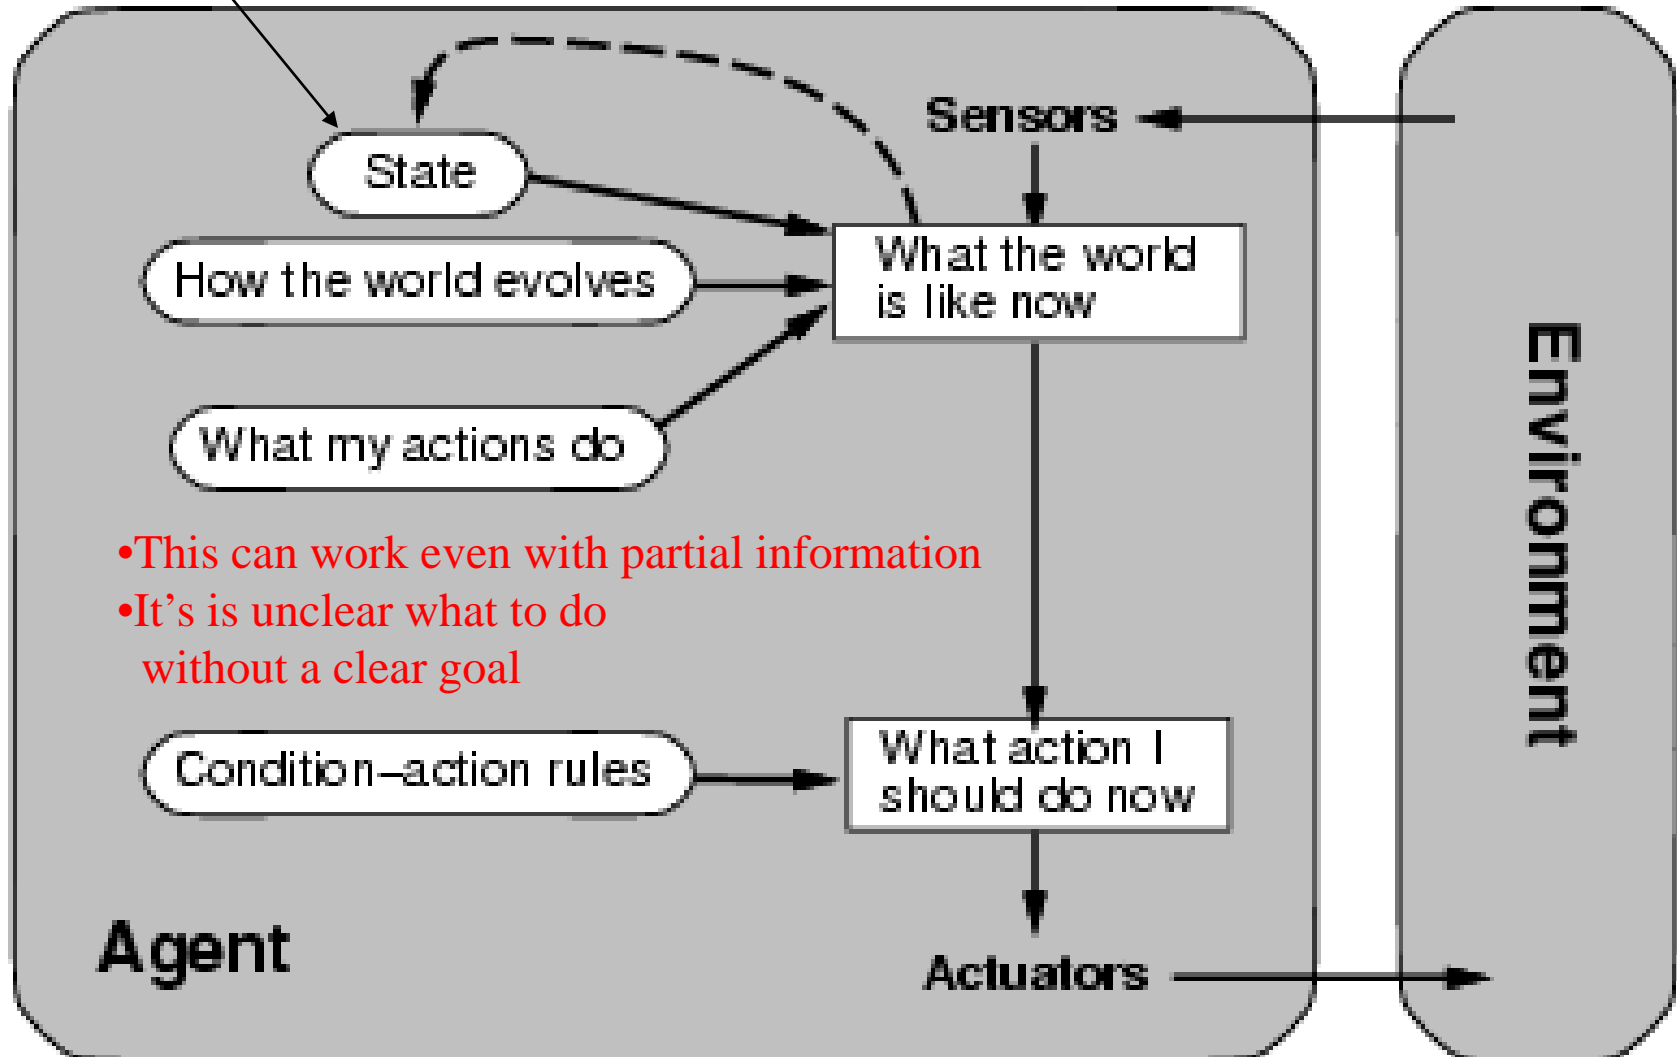 Sensors
State
What the world
is like now
How the world evolves
What my actions do
•This can work even with partial information
•It's is unclear what to do
without a clear goal
Condition–action rules
What action I
should do now
Agent
Actuators
Environment